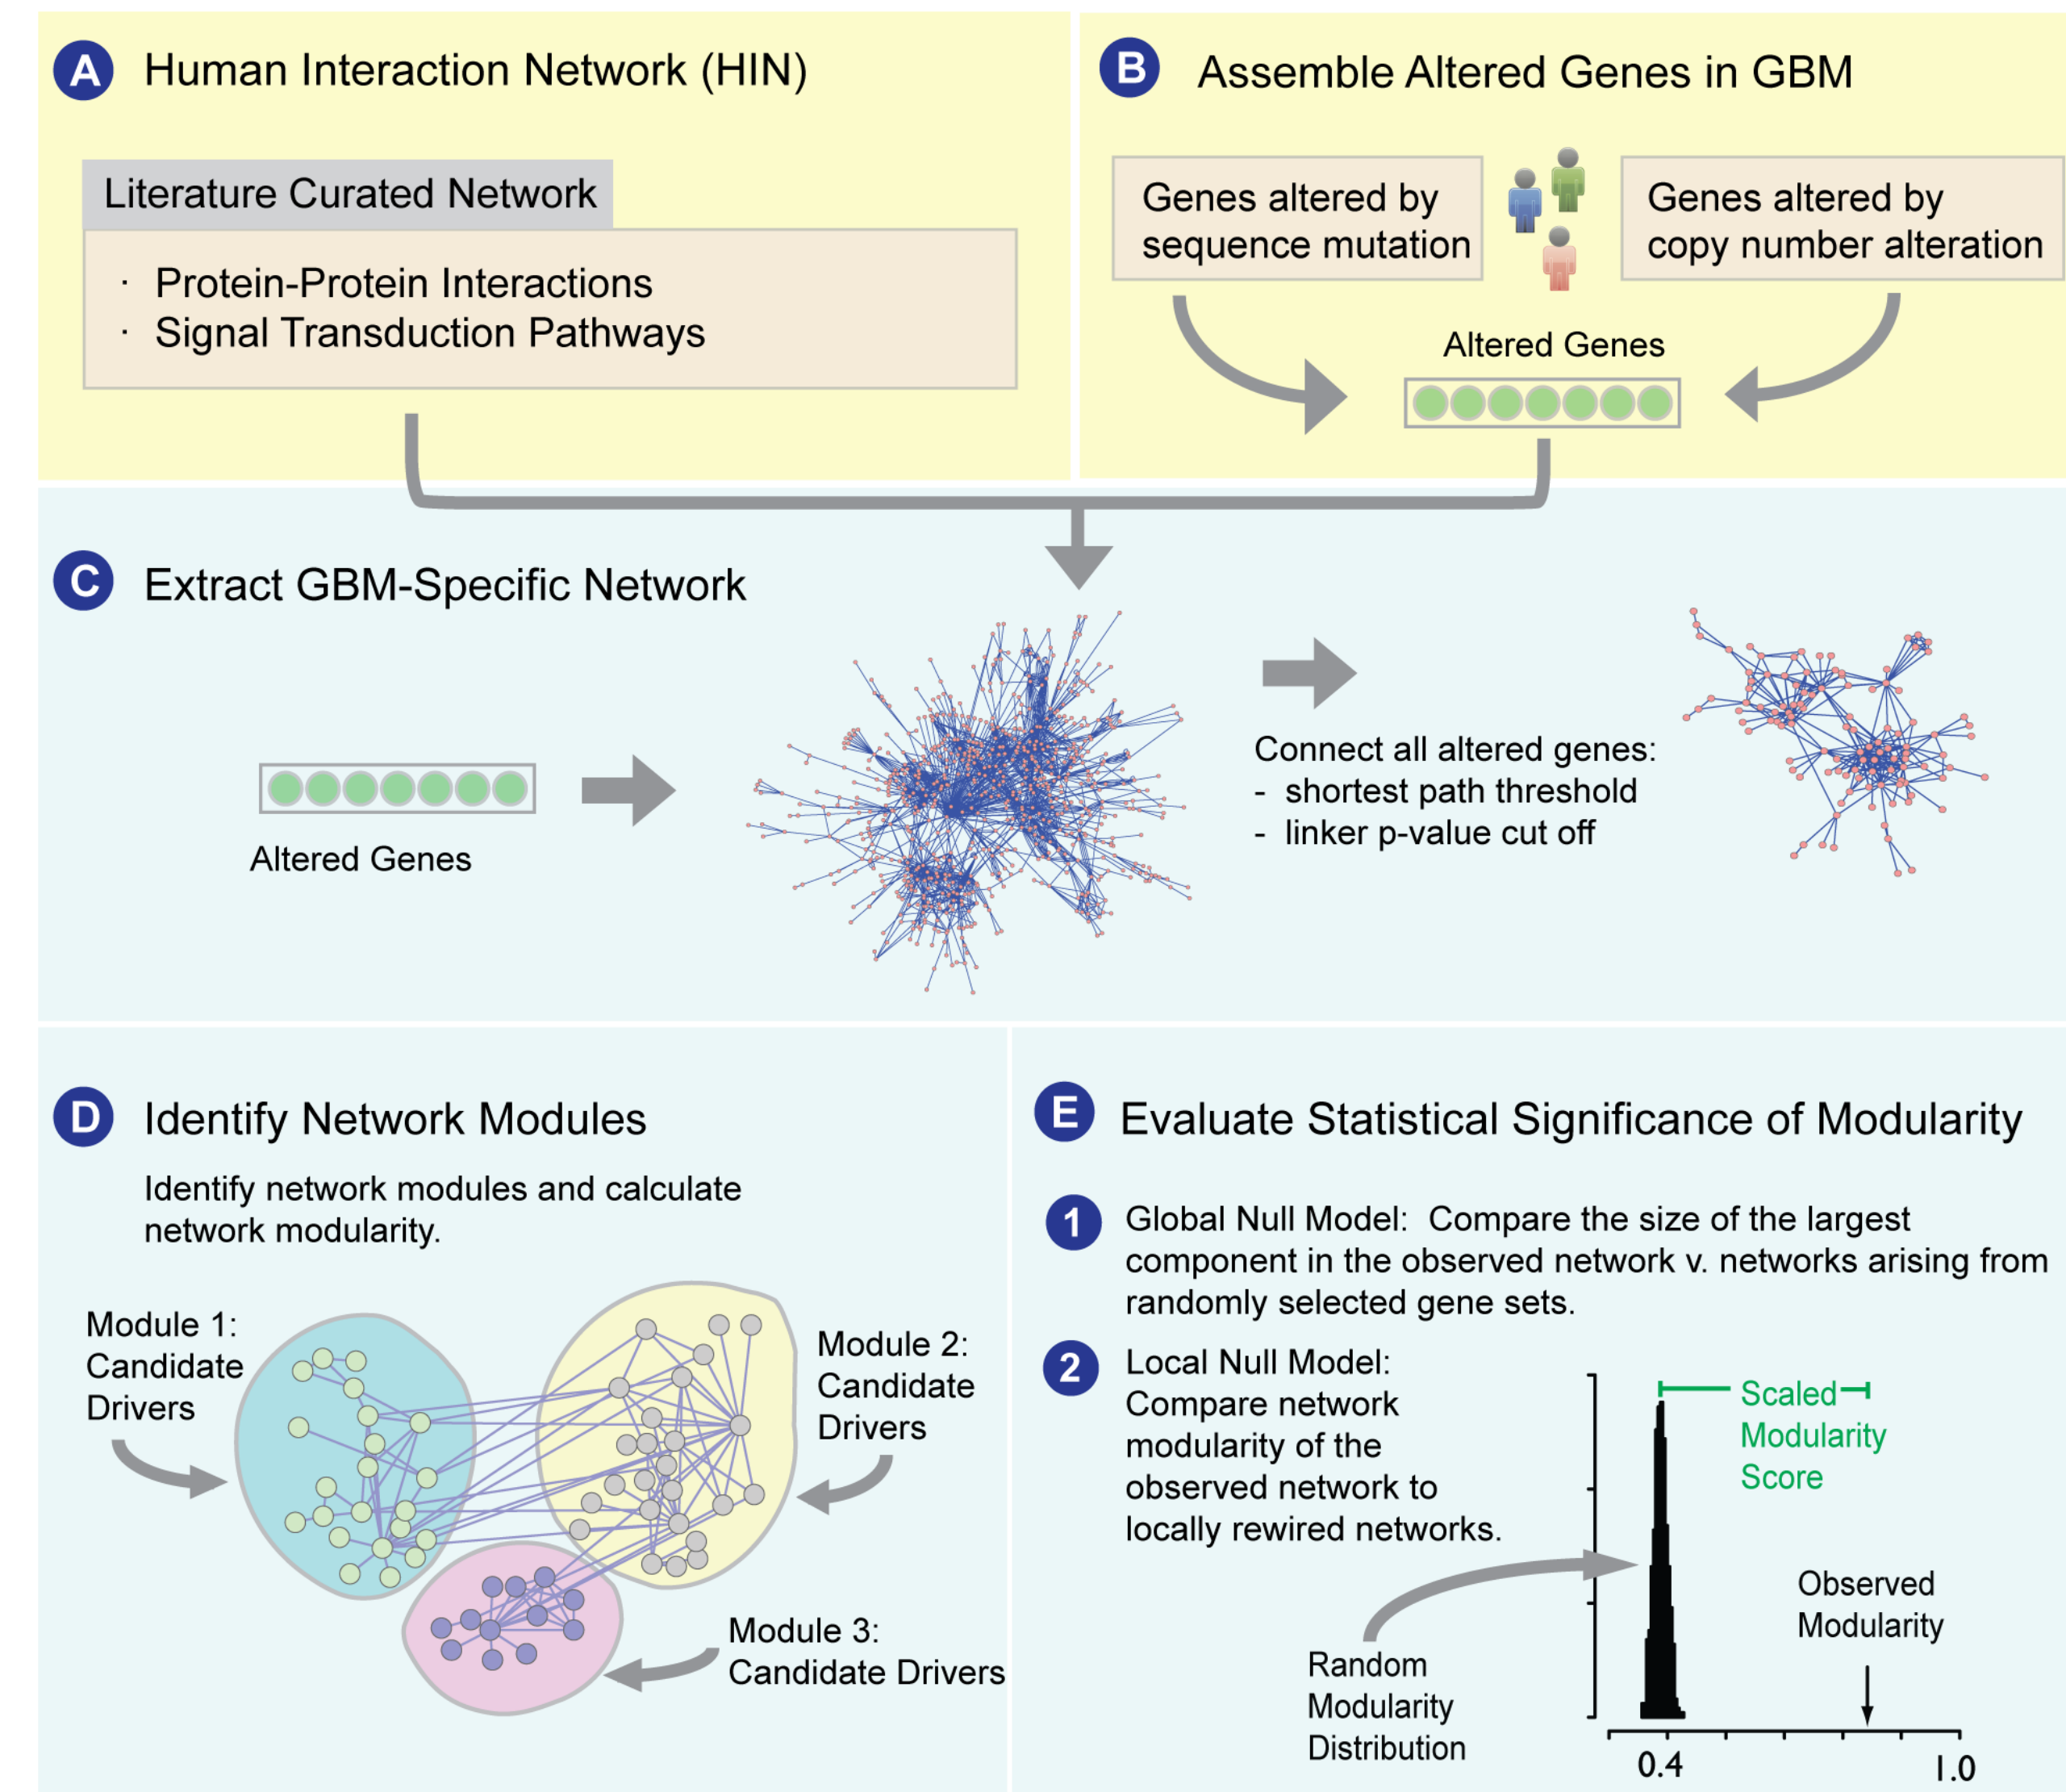 A Human Interaction Network (HIN)
Literature Curated Network
· Protein-Protein Interactions
· Signal Transduction Pathways
B Assemble Altered Genes in GBM
Genes altered by
sequence mutation
Genes altered by
copy number alteration
Altered Genes
C Extract GBM-Specific Network
Altered Genes
Connect all altered genes:
- shortest path threshold
- linker p-value cut off
D Identify Network Modules
Identify network modules and calculate
network modularity.
Module 1:
Candidate
Drivers
Module 2:
Candidate
Drivers
Module 3:
Candidate Drivers
E Evaluate Statistical Significance of Modularity
1 Global Null Model: Compare the size of the largest
component in the observed network v. networks arising from
randomly selected gene sets.
2 Local Null Model:
Compare network
modularity of the
observed network to
locally rewired networks.
Scaled
Modularity
Score
Observed
Modularity
Random
Modularity
Distribution
0.4
1.0